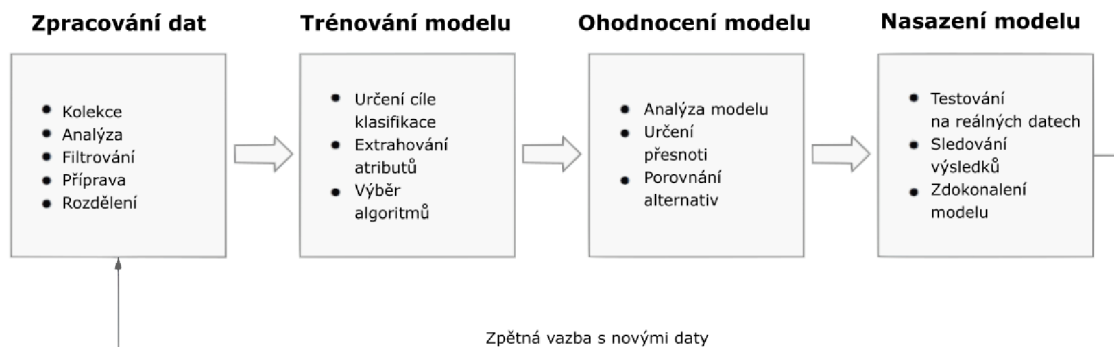 Zpracování dat
Kolekce
Analýza
Filtrování
Příprava
Rozdělení
Trénování modelu
Určení cíle
klasifikace
Extrahování
atributů
Výběr
algoritmů
Ohodnocení modelu
Analýza modelu
Určení
přesnoti
Porovnání
alternativ
Nasazení modelu
Testování
na reálných datech
Sledování
výsledků
Zdokonalení
modelu
Zpětná vazba s novými daty